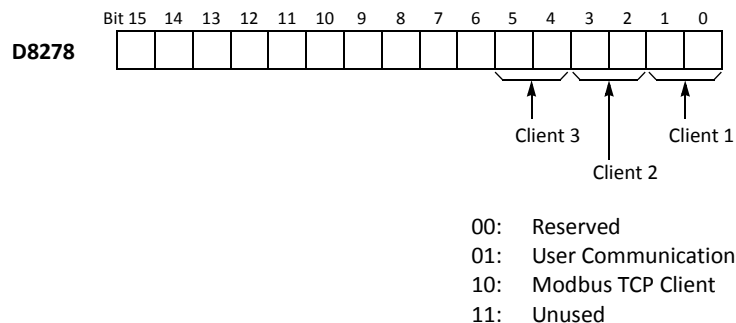 Bit 15 14 13 12 11 10 9 8 7 6 5 4 3 2 1 0
D8278
Client 3 Client 1
Client 2
00: Reserved
01: User Communication
10: Modbus TCP Client
11: Unused